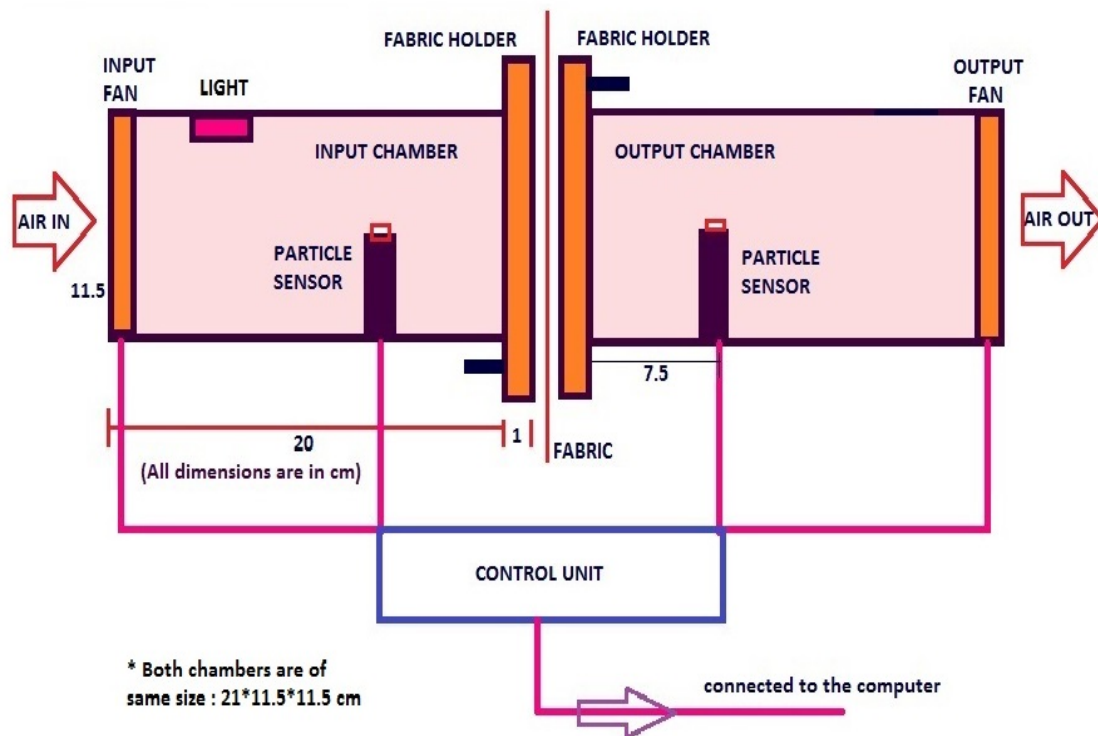 FABRIC HOLDER
FABRIC HOLDER
INPUT
FAN
LIGHT
OUTPUT
FAN
INPUT CHAMBER
OUTPUT CHAMBER
AIR IN
AIR OUT
PARTICLE
SENSOR
PARTICLE
SENSOR
11.5
7.5
20
1
FABRIC
(All dimensions are in cm)
CONTROL UNIT
* Both chambers are of
same size : 21*11.5*11.5 cm
connected to the computer